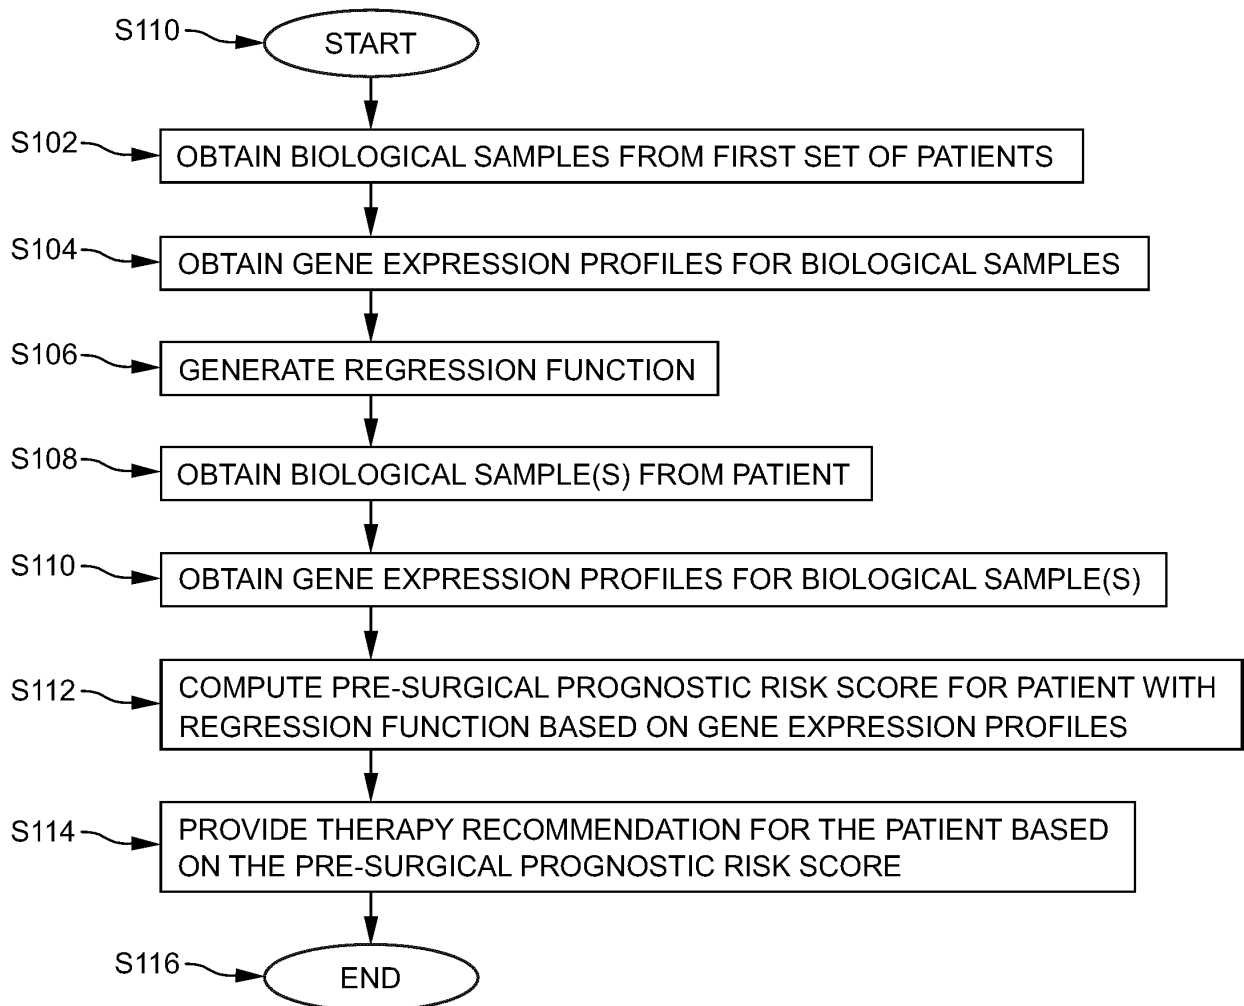 S110
START
S102
OBTAIN BIOLOGICAL SAMPLES FROM FIRST SET OF PATIENTS
S104
OBTAIN GENE EXPRESSION PROFILES FOR BIOLOGICAL SAMPLES
S106
GENERATE REGRESSION FUNCTION
S108
OBTAIN BIOLOGICAL SAMPLE(S) FROM PATIENT
S110
OBTAIN GENE EXPRESSION PROFILES FOR BIOLOGICAL SAMPLE(S)
S112
COMPUTE PRE-SURGICAL PROGNOSTIC RISK SCORE FOR PATIENT WITH
REGRESSION FUNCTION BASED ON GENE EXPRESSION PROFILES
S114
PROVIDE THERAPY RECOMMENDATION FOR THE PATIENT BASED
ON THE PRE-SURGICAL PROGNOSTIC RISK SCORE
S116
END